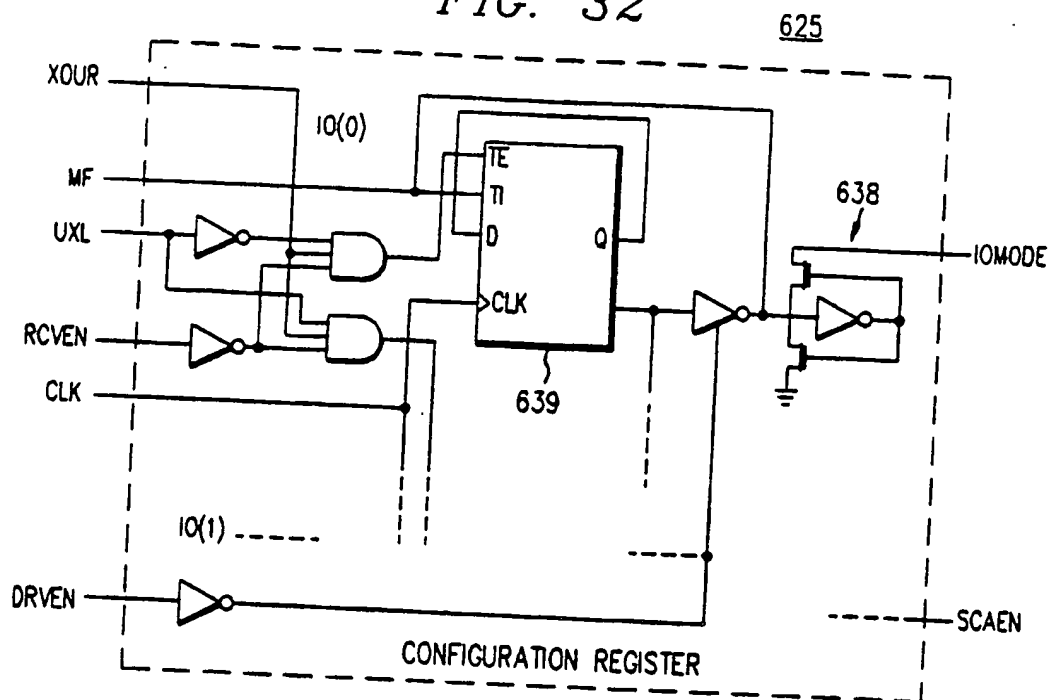 FIG. 32
625
XOUR
IO(0)
MF
TE
TI
638
UXL
D
Q
IOMODE
CLK
RCVEN
CLK
639
IO(1)
DRVEN
SCAEN
CONFIGURATION REGISTER